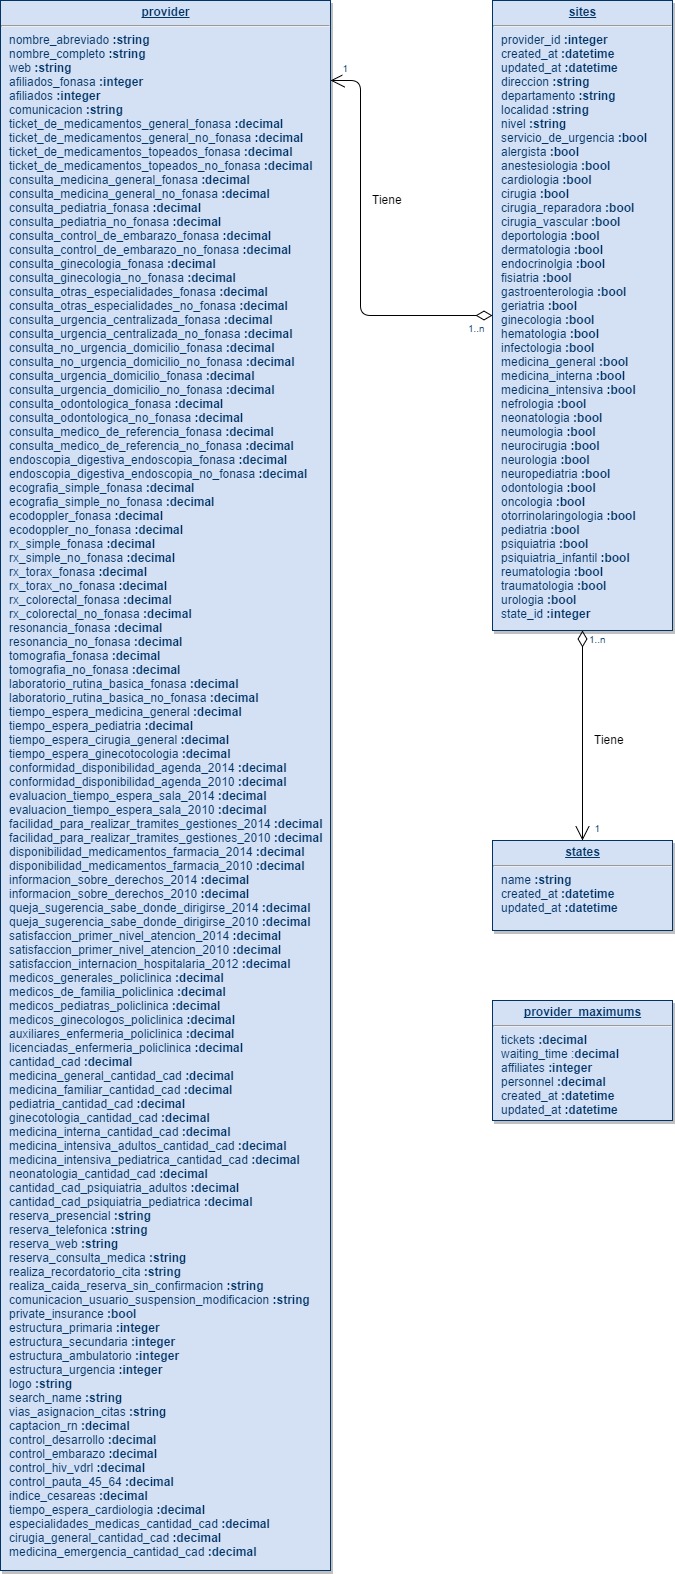 provider
nombre_abreviado :string
nombre_completo :string
web :string
afiliados_fonasa :integer
afiliados :integer
comunicacion :string
ticket_de_medicamentos_general_fonasa :decimal
ticket_de_medicamentos_general_no_fonasa :decimal
ticket_de_medicamentos_topeados_fonasa :decimal
ticket_de_medicamentos_topeados_no_fonasa :decimal
consulta_medicina_general_fonasa :decimal
consulta_medicina_general_no_fonasa :decimal
consulta_pediatria_fonasa :decimal
consulta_pediatria_no_fonasa :decimal
consulta_control_de_embarazo_fonasa :decimal
consulta_control_de_embarazo_no_fonasa :decimal
consulta_ginecologia_fonasa :decimal
consulta_ginecologia_no_fonasa :decimal
consulta_otras_especialidades_fonasa :decimal
consulta_otras_especialidades_no_fonasa :decimal
consulta_urgencia_centralizada_fonasa :decimal
consulta_urgencia_centralizada_no_fonasa :decimal
consulta_no_urgencia_domicilio_fonasa :decimal
consulta_no_urgencia_domicilio_no_fonasa :decimal
consulta_urgencia_domicilio_fonasa :decimal
consulta_urgencia_domicilio_no_fonasa :decimal
consulta_odontologica_fonasa :decimal
consulta_odontologica_no_fonasa :decimal
consulta_medico_de_referencia_fonasa :decimal
consulta_medico_de_referencia_no_fonasa :decimal
endoscopia_digestiva_endoscopia_fonasa :decimal
endoscopia_digestiva_endoscopia_no_fonasa :decimal
ecografia_simple_fonasa :decimal
ecografia_simple_no_fonasa :decimal
ecodoppler_fonasa :decimal
ecodoppler_no_fonasa :decimal
rx_simple_fonasa :decimal
rx_simple_no_fonasa :decimal
rx_torax_fonasa :decimal
rx_torax_no_fonasa :decimal
rx_colorectal_fonasa :decimal
rx_colorectal_no_fonasa :decimal
resonancia_fonasa :decimal
resonancia_no_fonasa :decimal
tomografia_fonasa :decimal
tomografia_no_fonasa :decimal
laboratorio_rutina_basica_fonasa :decimal
laboratorio_rutina_basica_no_fonasa :decimal
tiempo_espera_medicina_general :decimal
tiempo_espera_pediatria :decimal
tiempo_espera_cirugia_general :decimal
tiempo_espera_ginecotocologia :decimal
conformidad_disponibilidad_agenda_2014 :decimal
conformidad_disponibilidad_agenda_2010 :decimal
evaluacion_tiempo_espera_sala_2014 :decimal
evaluacion_tiempo_espera_sala_2010 :decimal
facilidad_para_realizar_tramites_gestiones_2014 :decimal
facilidad_para_realizar_tramites_gestiones_2010 :decimal
disponibilidad_medicamentos_farmacia_2014 :decimal
disponibilidad_medicamentos_farmacia_2010 :decimal
informacion_sobre_derechos_2014 :decimal
informacion_sobre_derechos_2010 :decimal
queja_sugerencia_sabe_donde_dirigirse_2014 :decimal
queja_sugerencia_sabe_donde_dirigirse_2010 :decimal
satisfaccion_primer_nivel_atencion_2014 :decimal
satisfaccion_primer_nivel_atencion_2010 :decimal
satisfaccion_internacion_hospitalaria_2012 :decimal
medicos_generales_policlinica :decimal
medicos_de_familia_policlinica :decimal
medicos_pediatras_policlinica :decimal
medicos_ginecologos_policlinica :decimal
auxiliares_enfermeria_policlinica :decimal
licenciadas_enfermeria_policlinica :decimal
cantidad_cad :decimal
medicina_general_cantidad_cad :decimal
medicina_familiar_cantidad_cad :decimal
pediatria_cantidad_cad :decimal
ginecotologia_cantidad_cad :decimal
medicina_interna_cantidad_cad :decimal
medicina_intensiva_adultos_cantidad_cad :decimal
medicina_intensiva_pediatrica_cantidad_cad :decimal
neonatologia_cantidad_cad :decimal
cantidad_cad_psiquiatria_adultos :decimal
cantidad_cad_psiquiatria_pediatrica :decimal
reserva_presencial :string
reserva_telefonica :string
reserva_web :string
reserva_consulta_medica :string
realiza_recordatorio_cita :string
realiza_caida_reserva_sin_confirmacion :string
comunicacion_usuario_suspension_modificacion :string
private_insurance :bool
estructura_primaria :integer
estructura_secundaria :integer
estructura_ambulatorio :integer
estructura_urgencia :integer
logo :string
search_name :string
vias_asignacion_citas :string
captacion_rn :decimal
control_desarrollo :decimal
control_embarazo :decimal
control_hiv_vdrl :decimal
control_pauta_45_64 :decimal
indice_cesareas :decimal
tiempo_espera_cardiologia :decimal
especialidades_medicas_cantidad_cad :decimal
cirugia_general_cantidad_cad :decimal
medicina_emergencia_cantidad_cad :decimal
1
Tiene
1..n
sites
provider_id :integer
created_at :datetime
updated_at :datetime
direccion :string
departamento :string
localidad :string
nivel :string
servicio_de_urgencia :bool
alergista :bool
anestesiologia :bool
cardiologia :bool
cirugia :bool
cirugia_reparadora :bool
cirugia_vascular :bool
deportologia :bool
dermatologia :bool
endocrinolgia :bool
fisiatria :bool
gastroenterologia :bool
geriatria :bool
ginecologia :bool
hematologia :bool
infectologia :bool
medicina_general :bool
medicina_interna :bool
medicina_intensiva :bool
nefrologia :bool
neonatologia :bool
neumologia :bool
neurocirugia :bool
neurologia :bool
neuropediatria :bool
odontologia :bool
oncologia :bool
otorrinolaringologia :bool
pediatria :bool
psiquiatria :bool
psiquiatria_infantil :bool
reumatologia :bool
traumatologia :bool
urologia :bool
state_id :integer
1..n
Tiene
1
states
name :string
created_at :datetime
updated_at :datetime
provider_maximums
tickets :decimal
waiting_time :decimal
affiliates :integer
personnel :decimal
created_at :datetime
updated_at :datetime